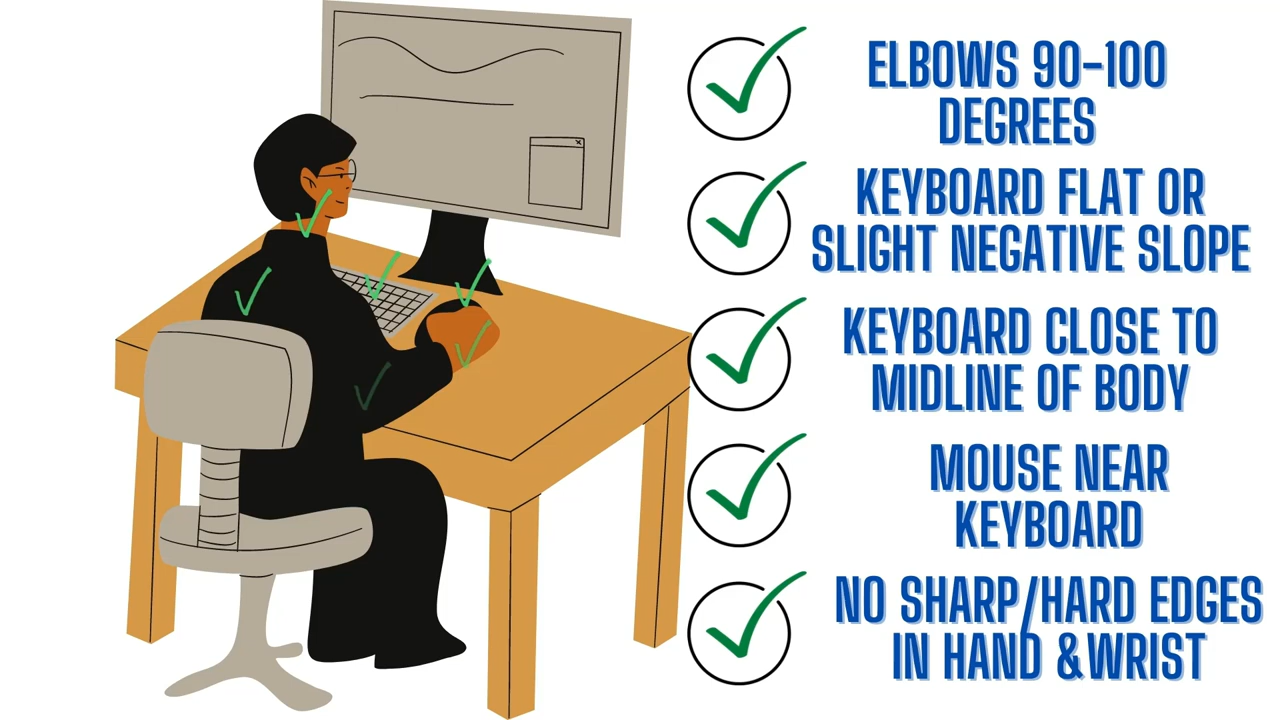 ELBOWS 90-100
DEGREES
KEYBOARD FLAT OR
SLIGHT NEGATIVE SLOPE
KEYBOARD CLOSE TO
MIDLINE OF BODY
MOUSE NEAR
KEYBOARD
NO SHARP/HARD EDGES
IN HAND &WRIST